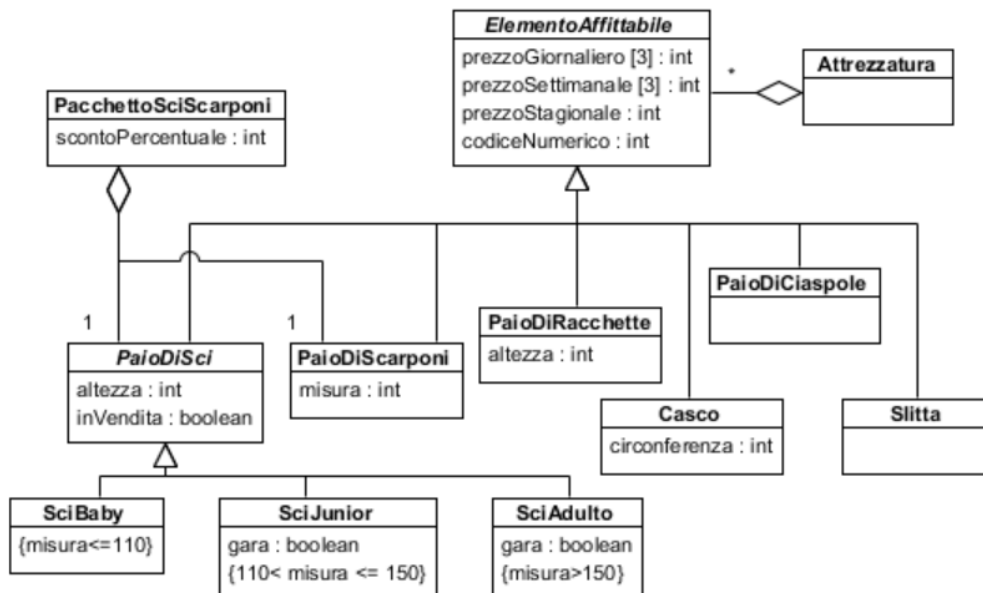 ElementoAffittabile
prezzoGiornaliero [3] : int
prezzoSettimanale [3] : int
prezzoStagionale : int
codiceNumerico : int
*
Attrezzatura
PacchettoSciScarponi
scontoPercentuale : int
PaioDiCiaspole
PaioDiRacchette
altezza : int
1
1
PaioDiSci
altezza : int
inVendita : boolean
PaioDiScarponi
misura : int
Casco
circonferenza : int
Slitta
SciBaby
{misura<=110}
SciJunior
gara : boolean
{110< misura <= 150}
SciAdulto
gara : boolean
{misura>150}